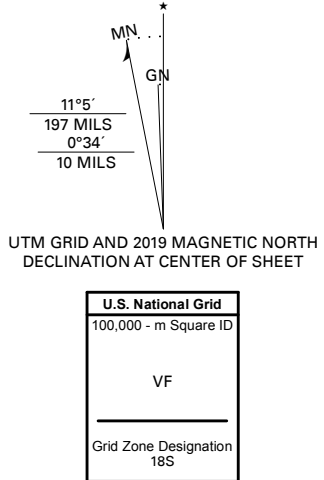 ★
MN
GN
11°5´
197 MILS
0°34´
10 MILS
UTM GRID AND 2019 MAGNETIC NORTH
DECLINATION AT CENTER OF SHEET
U.S. National Grid
100,000 - m Square ID
VF
Grid Zone Designation
18S